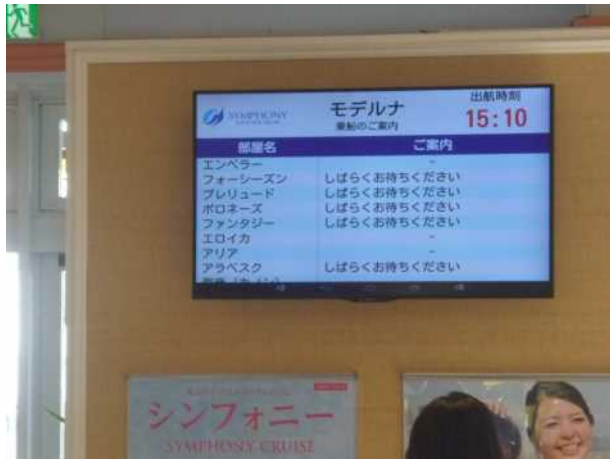 SYMPHONY
モデルナ
乗船のご案内
出航時刻
15:10
部屋名 ご案内
エンペラー -
フォーシーズン しばらくお待ちください
プレリュード しばらくお待ちください
ポロネーズ しばらくお待ちください
ファンタジー しばらくお待ちください
エロイカ -
アリア -
アラベスク しばらくお待ちください
シンフォニー
SYMPHONY CRUISE